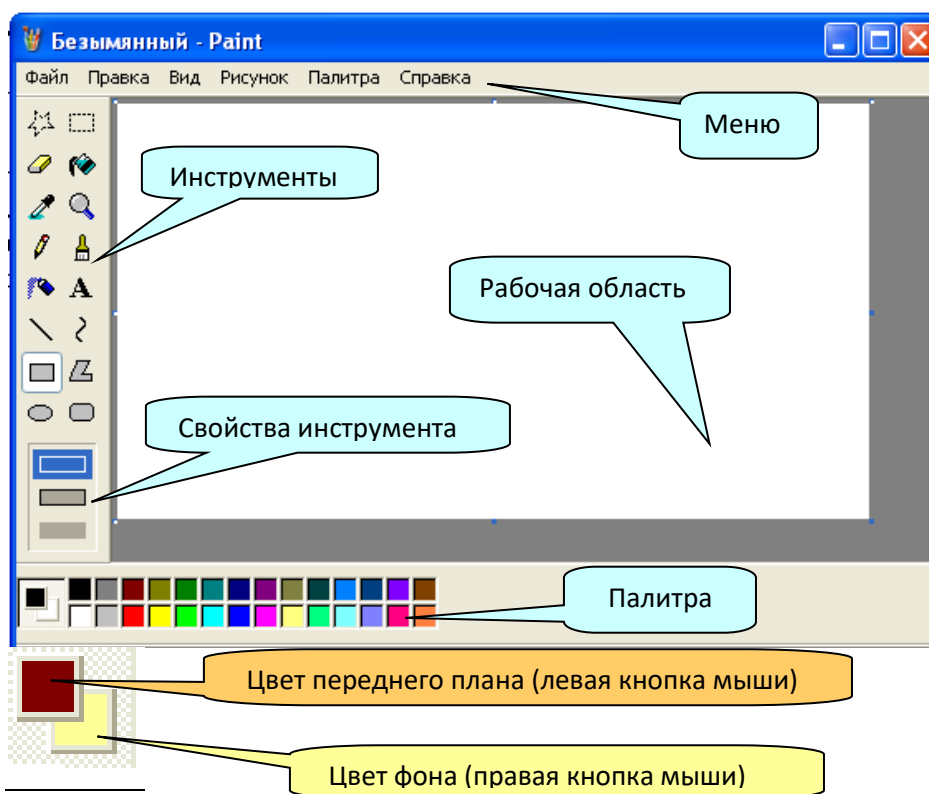 Безымянный - Paint
Файл Правка Вид Рисунок Палитра Справка
Меню
Инструменты
A
Рабочая область
Свойства инструмента
Палитра
Цвет переднего плана (левая кнопка мыши)
Цвет фона (правая кнопка мыши)